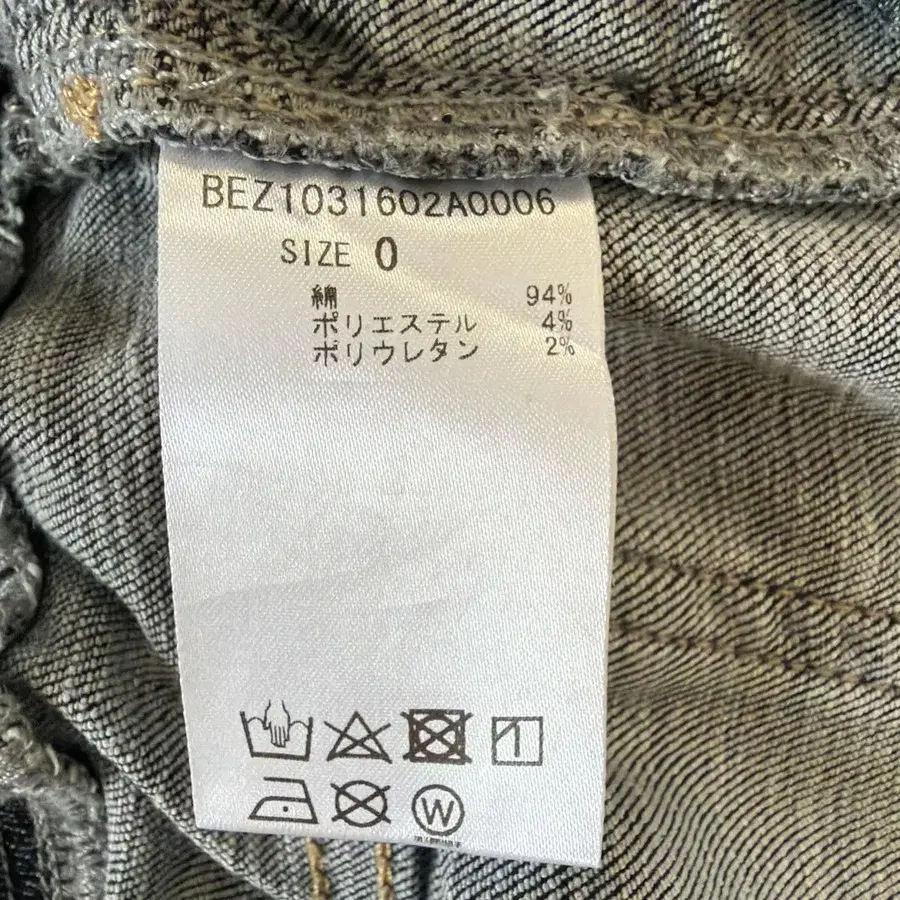 BEZ1031602A0006
SIZE 0
綿 94%
ポリエステル 4%
ポリウレタン 2%
W